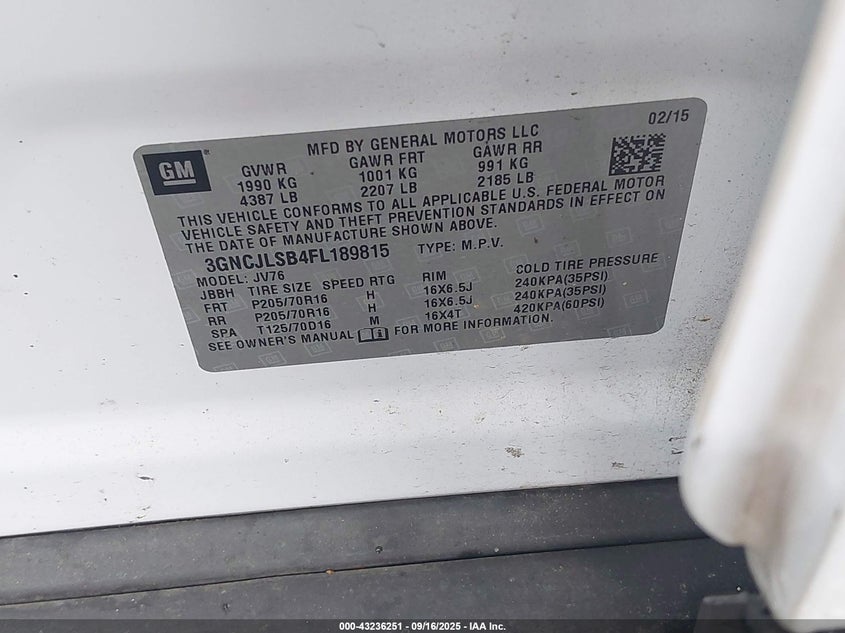 02/15
MFD BY GENERAL MOTORS LLC
GM
GVWR GAWR FRT GAWR RR
1990 KG 1001 KG 991 KG
4387 LB 2207 LB 2185 LB
THIS VEHICLE CONFORMS TO ALL APPLICABLE U.S. FEDERAL MOTOR
VEHICLE SAFETY AND THEFT PREVENTION STANDARDS IN EFFECT ON
THE DATE OF MANUFACTURE SHOWN ABOVE.
3GNCJLSB4FL189815 TYPE: M.P.V.
MODEL: JV76
JBBH TIRE SIZE SPEED RTG RIM COLD TIRE PRESSURE
FRT P205/70R16 H 16X6.5J 240KPA(35PSI)
RR P205/70R16 H 16X6.5J 240KPA(35PSI)
SPA T125/70D16 M 16X4T 420KPA(60PSI)
SEE OWNER'S MANUAL FOR MORE INFORMATION.
000-43236251 - 09/16/2025 - IAA Inc.